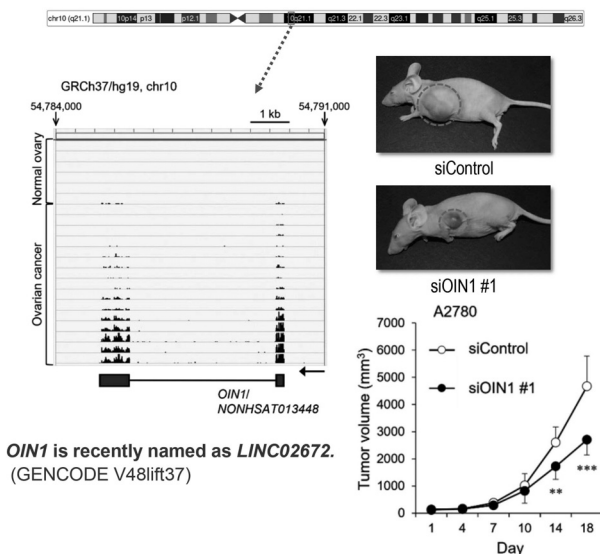 chr10 (q21.1) 10p14 p13 p12.1 q21.1 q21.3 22.1 22.3 q23.1 q25.1 25.3 q26.3
GRCh37/hg19, chr10
54,784,000 1 kb 54,791,000
Normal ovary
Ovarian cancer
OIN1/
NONHSAT013448
OIN1 is recently named as LINC02672.
(GENCODE V48lift37)
siControl
siOIN1 #1
A2780
Tumor volume (mm³)
7000
6000
5000
4000
3000
2000
1000
0
siControl
siOIN1 #1
**
***
1 4 7 10 14 18
Day